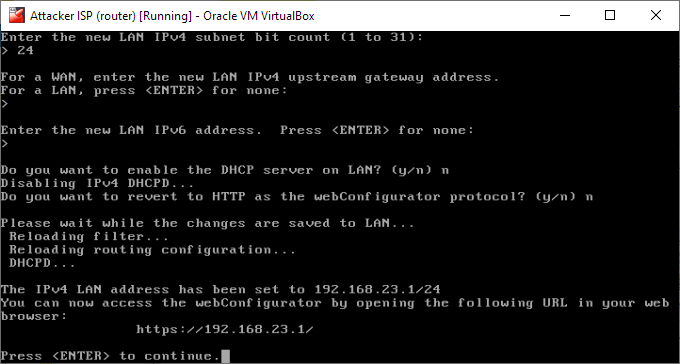 Attacker ISP (router) [Running] - Oracle VM VirtualBox
Enter the new LAN IPv4 subnet bit count (1 to 31):
> 24
For a WAN, enter the new LAN IPv4 upstream gateway address.
For a LAN, press <ENTER> for none:
>
Enter the new LAN IPv6 address.  Press <ENTER> for none:
>
Do you want to enable the DHCP server on LAN? (y/n) n
Disabling IPv4 DHCPD...
Do you want to revert to HTTP as the webConfigurator protocol? (y/n) n
Please wait while the changes are saved to LAN...
 Reloading filter...
 Reloading routing configuration...
 DHCPD...
The IPv4 LAN address has been set to 192.168.23.1/24
You can now access the webConfigurator by opening the following URL in your web
browser:
https://192.168.23.1/
Press <ENTER> to continue.